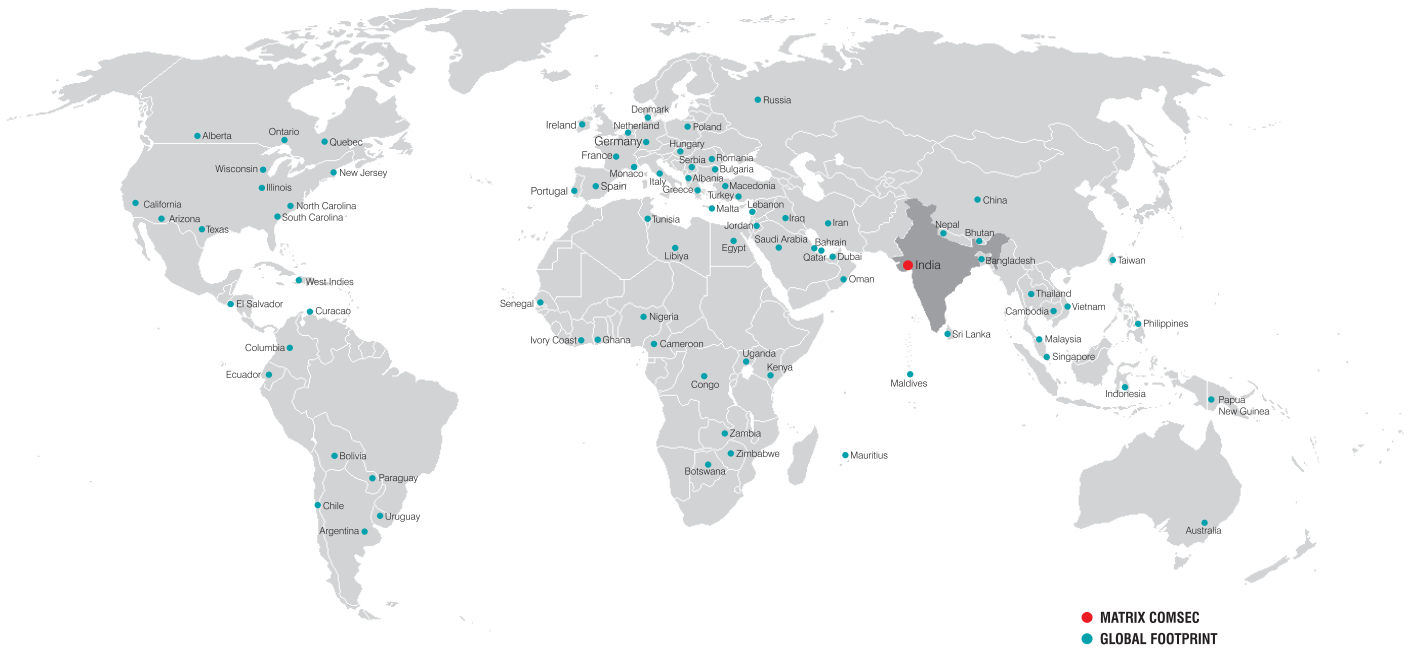 Russia
Denmark
Ireland
Netherland
Poland
Alberta
Ontario
Quebec
Germany
Hungary
France
Serbia
Romania
Wisconsin
New Jersey
Monaco
Italy
Bulgaria
Albania
Illinois
Portugal
Spain
Greece
Macedonia
Turkey
California
North Carolina
Malta
Lebanon
China
Arizona
South Carolina
Tunisia
Iraq
Iran
Texas
Jordan
Nepal
Bhutan
Saudi Arabia
Bahrain
Egypt
Libiya
Qatar
Dubai
India
Bangladesh
Taiwan
West Indies
Oman
Thailand
El Salvador
Senegal
Vietnam
Curacao
Cambodia
Nigeria
Philippines
Sri Lanka
Ivory Coast
Ghana
Cameroon
Malaysia
Columbia
Uganda
Singapore
Kenya
Ecuador
Congo
Maldives
Indonesia
Papua
New Guinea
Zambia
Bolivia
Zimbabwe
Mauritius
Botswana
Paraguay
Chile
Uruguay
Argentina
Australia
MATRIX COMSEC
GLOBAL FOOTPRINT